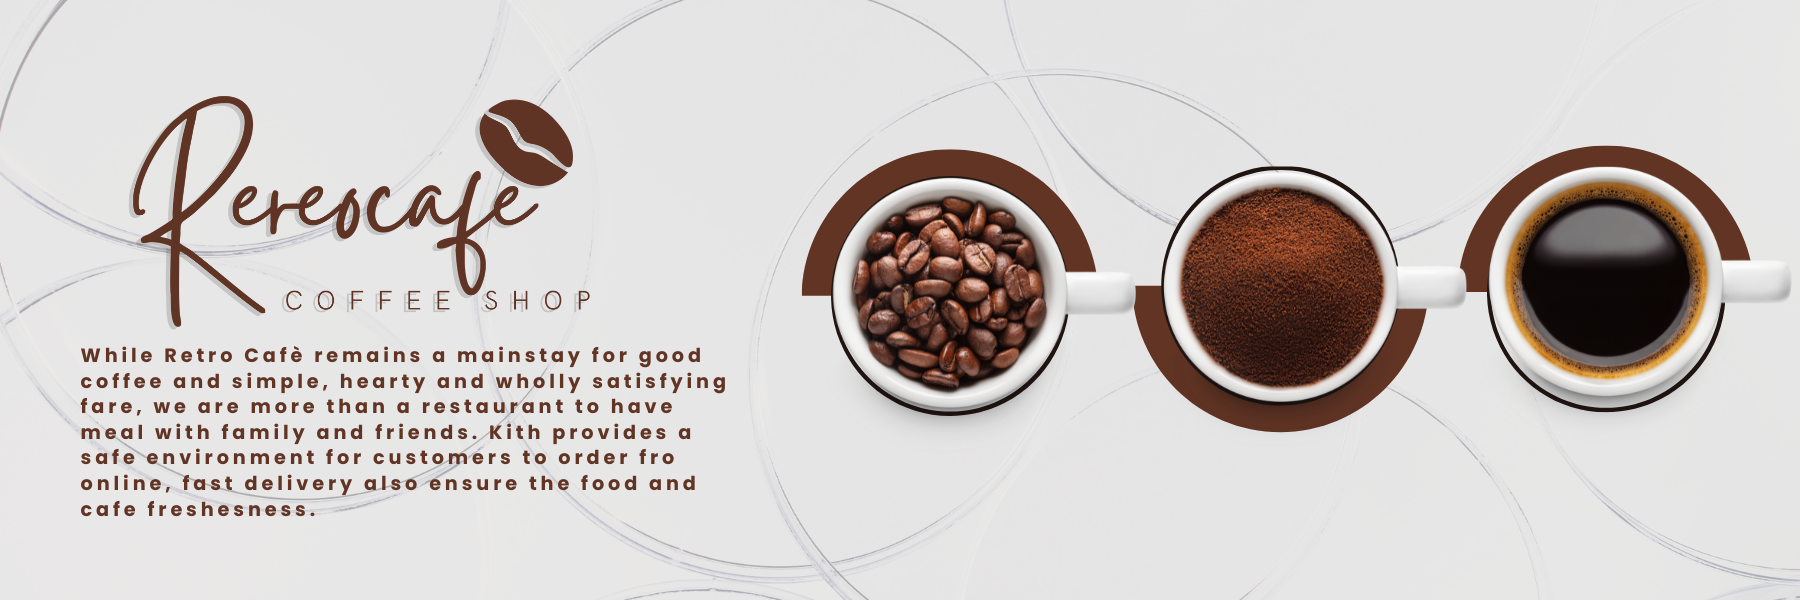 Rereocafe
COFFEE SHOP
While Retro Cafè remains a mainstay for good
coffee and simple, hearty and wholly satisfying
fare, we are more than a restaurant to have
meal with family and friends. Kith provides a
safe environment for customers to order fro
online, fast delivery also ensure the food and
cafe freshesness.